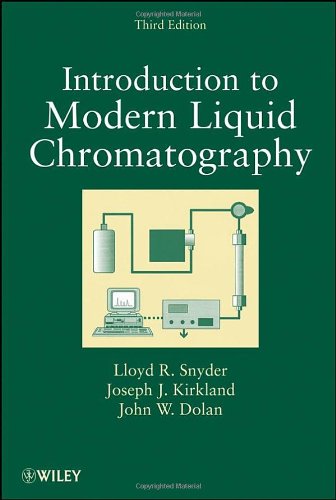 Third Edition
Introduction to
Modern Liquid
Chromatography
Lloyd R. Snyder
Joseph J. Kirkland
John W. Dolan
WILEY